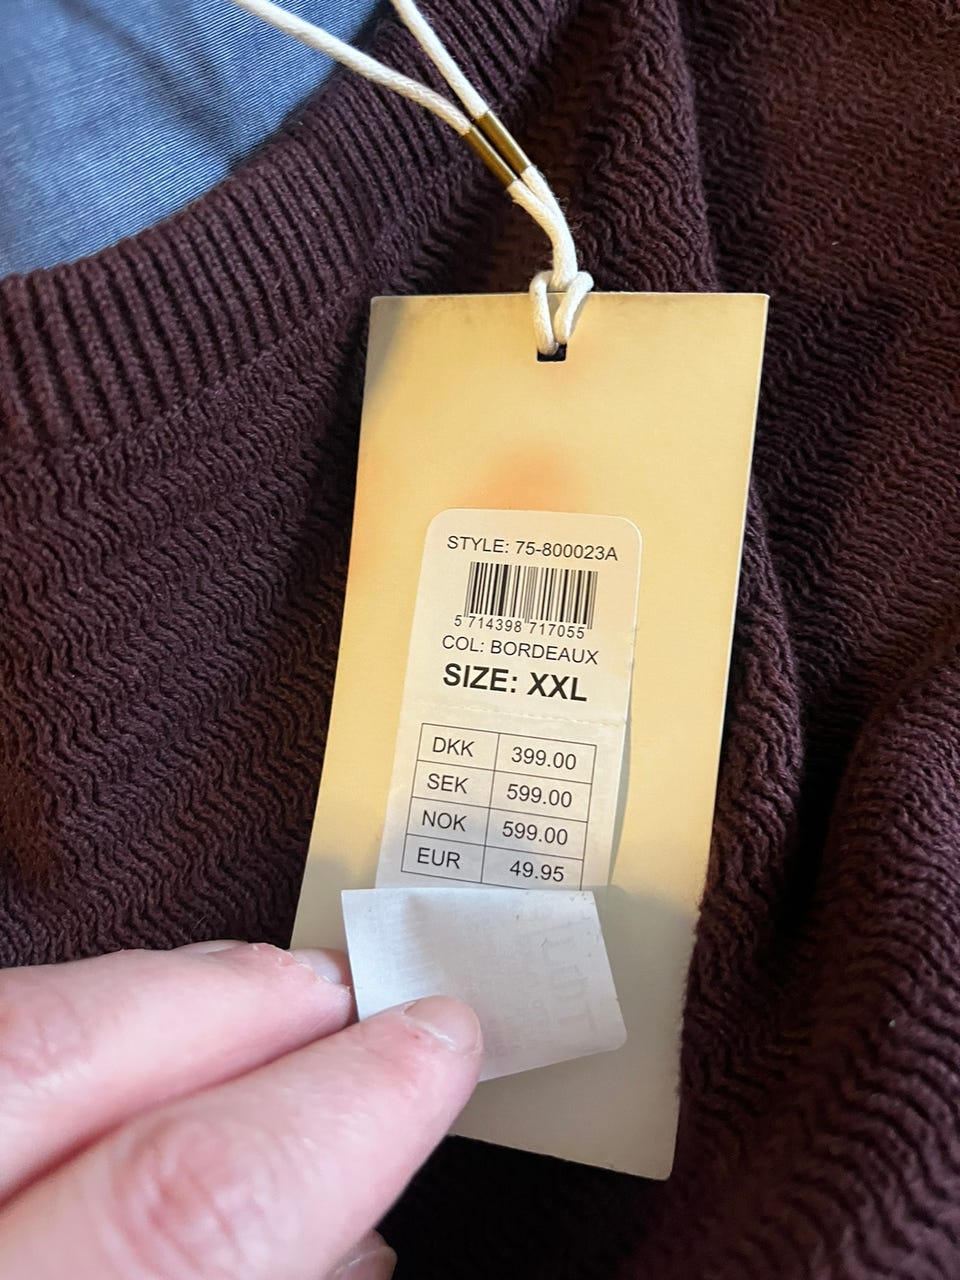 STYLE: 75-800023A
5 714398 717055
COL: BORDEAUX
SIZE: XXL
DKK 399.00
SEK 599.00
NOK 599.00
EUR 49.95